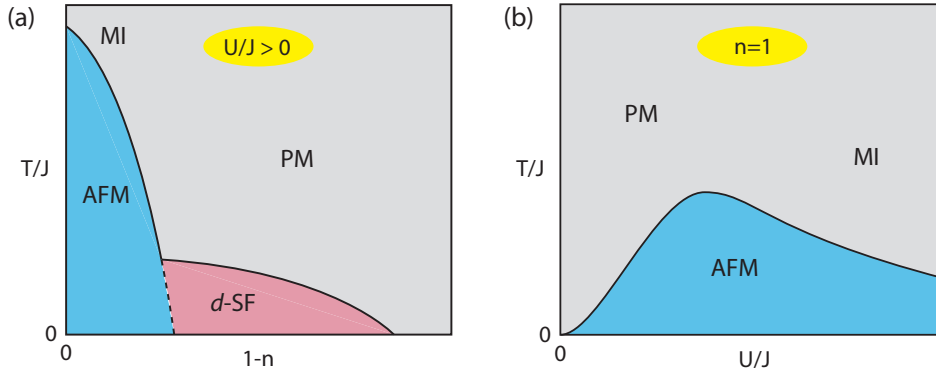 (a)
MI
U/J > 0
T/J
AFM
PM
d-SF
0
0
1-n
(b)
n=1
PM
T/J
MI
AFM
0
0
U/J